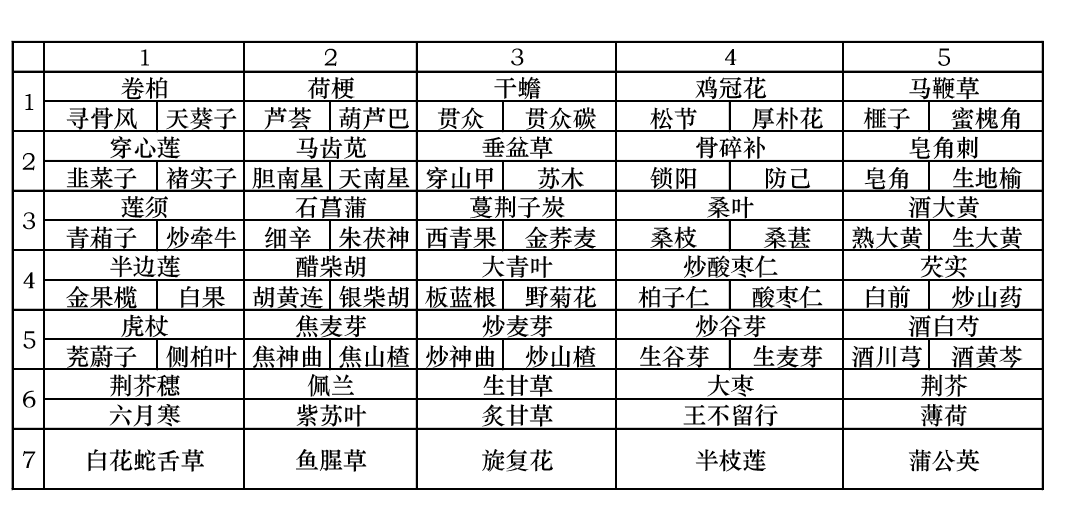 1 2 3 4 5
卷柏 荷梗 干蟾 鸡冠花 马鞭草
1
寻骨风 天葵子 芦荟 葫芦巴 贯众 贯众碳 松节 厚朴花 榧子 蜜槐角
穿心莲 马齿苋 垂盆草 骨碎补 皂角刺
2
韭菜子 褚实子 胆南星 天南星 穿山甲 苏木 锁阳 防己 皂角 生地榆
莲须 石菖蒲 蔓荆子炭 桑叶 酒大黄
3
青葙子 炒牵牛 细辛 朱茯神 西青果 金荞麦 桑枝 桑葚 熟大黄 生大黄
半边莲 醋柴胡 大青叶 炒酸枣仁 芡实
4
金果榄 白果 胡黄连 银柴胡 板蓝根 野菊花 柏子仁 酸枣仁 白前 炒山药
虎杖 焦麦芽 炒麦芽 炒谷芽 酒白芍
5
茺蔚子 侧柏叶 焦神曲 焦山楂 炒神曲 炒山楂 生谷芽 生麦芽 酒川芎 酒黄芩
荆芥穗 佩兰 生甘草 大枣 荆芥
6
六月寒 紫苏叶 炙甘草 王不留行 薄荷
7 白花蛇舌草 鱼腥草 旋复花 半枝莲 蒲公英